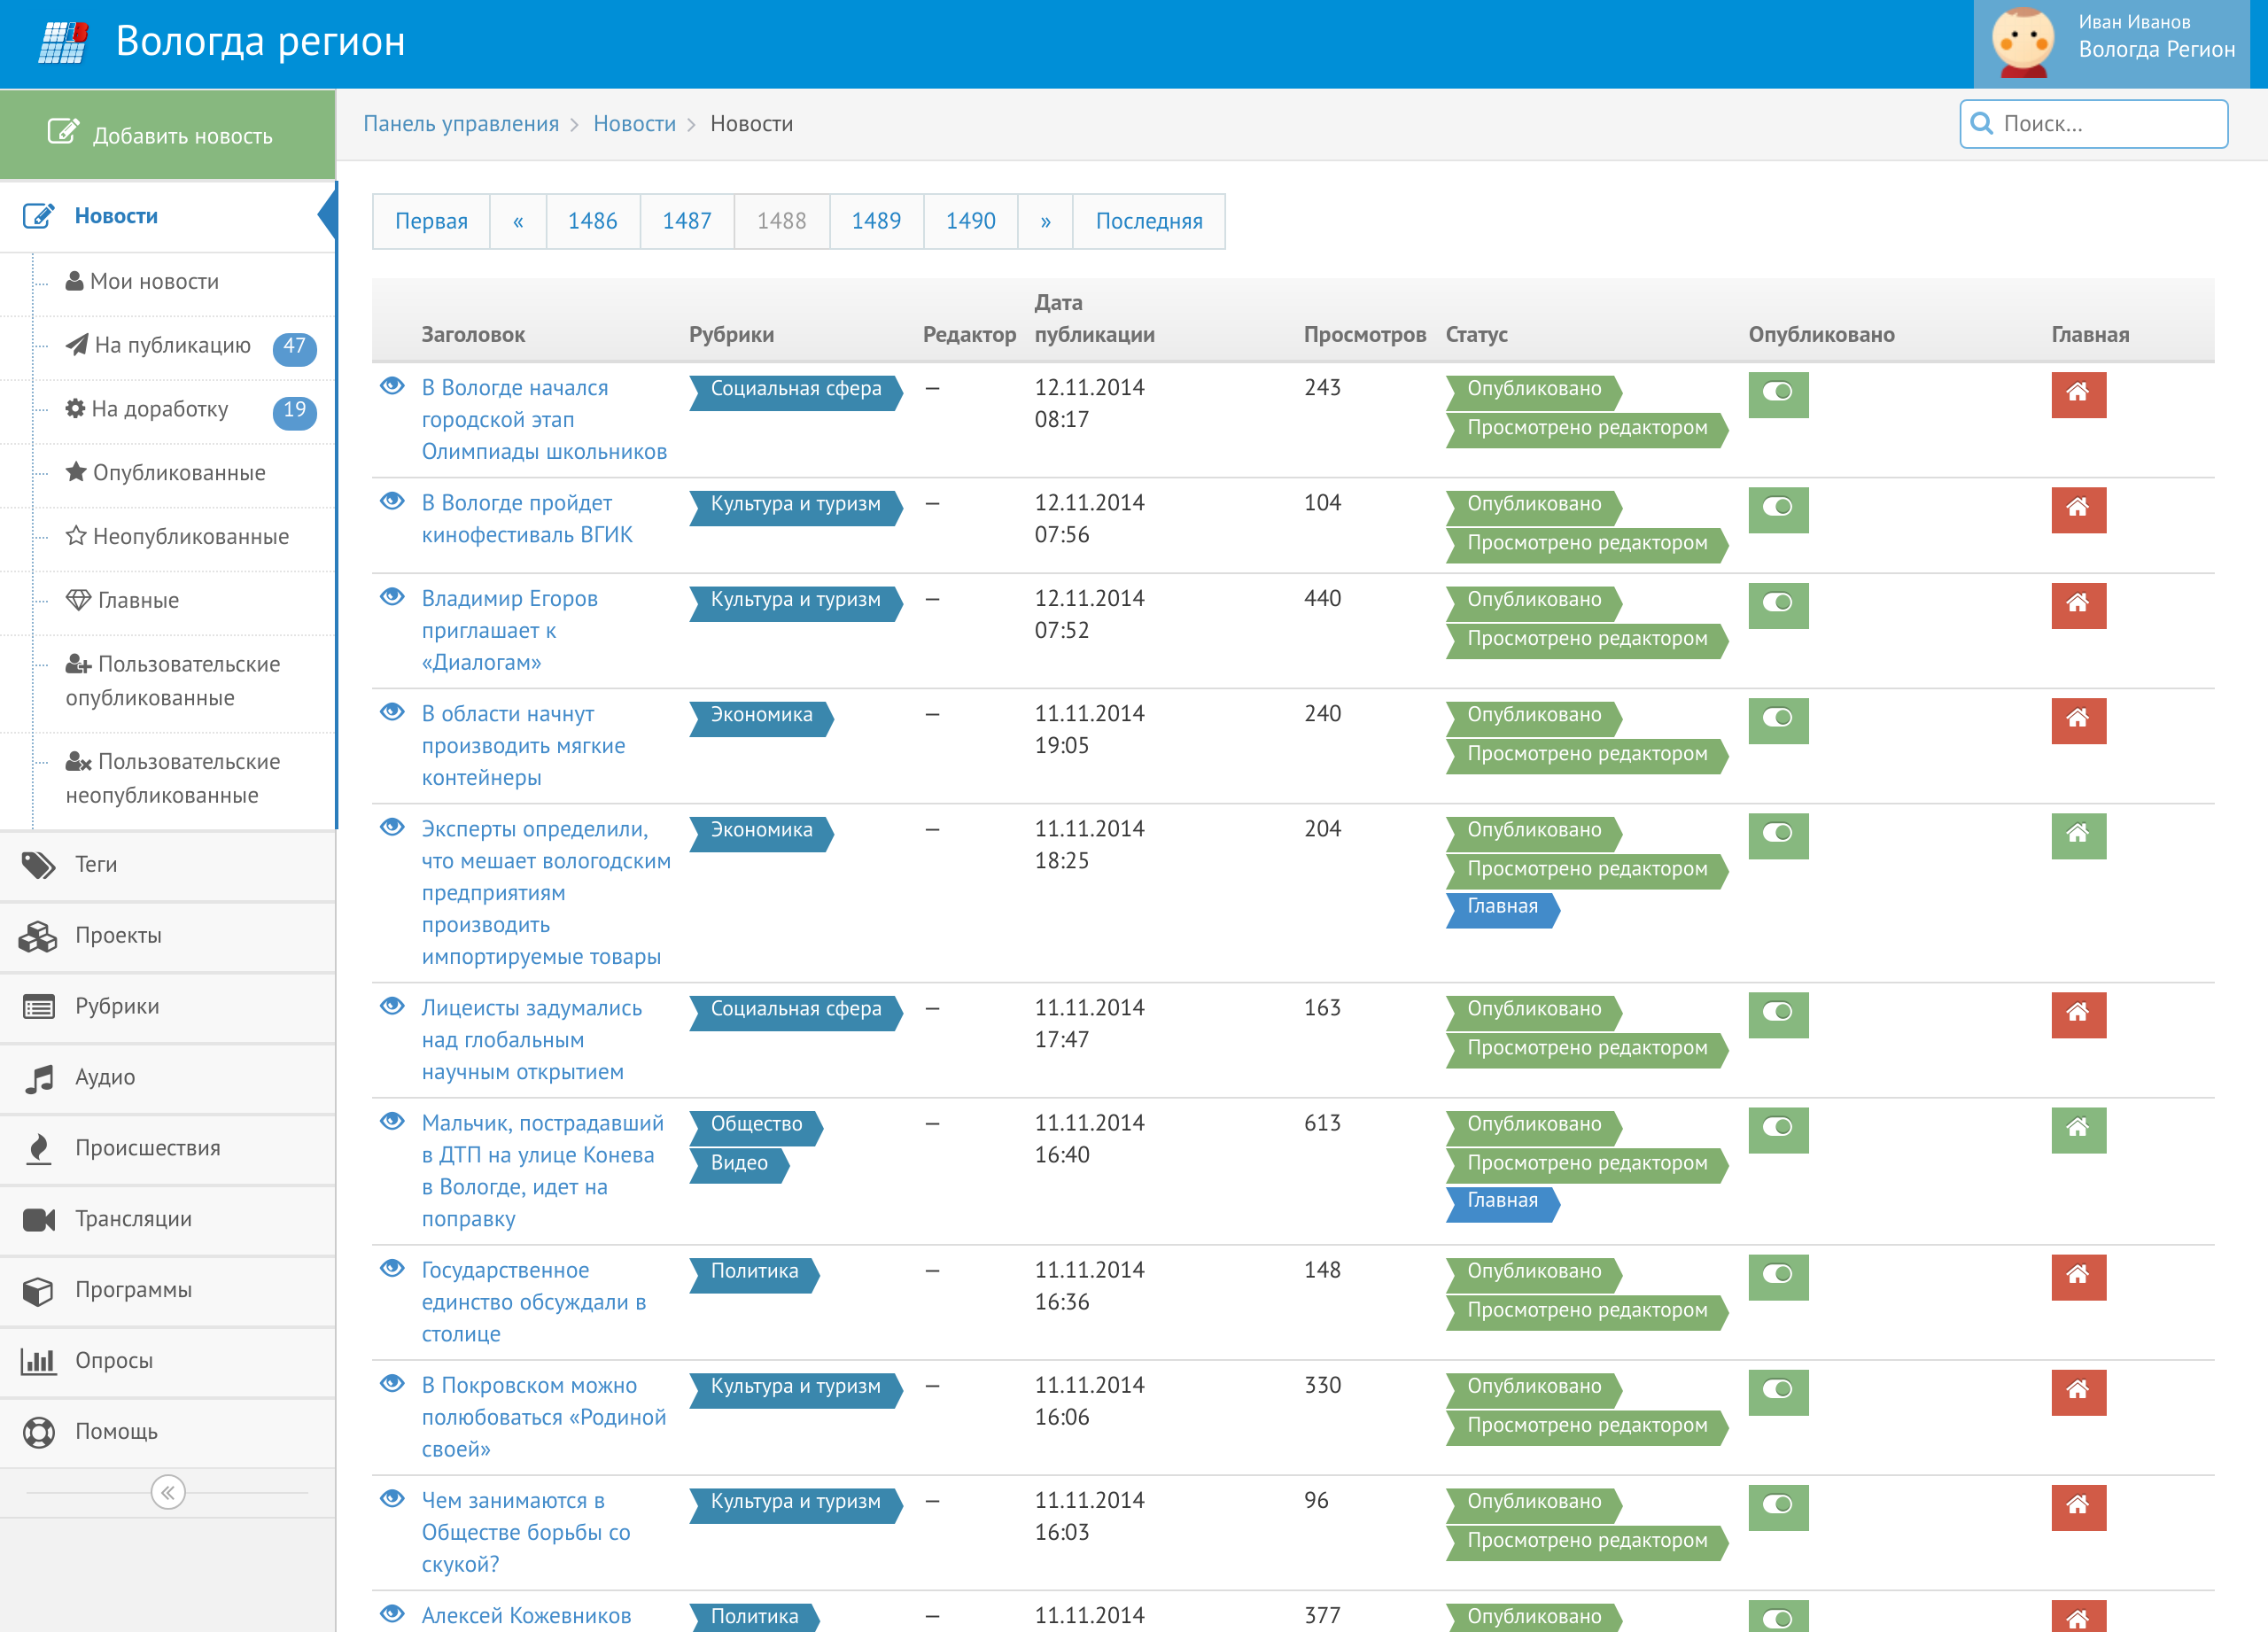 Вологда регион
Иван Иванов
Вологда Регион
Добавить новость
Панель управления > Новости > Новости
Поиск...
Новости
Мои новости
На публикацию 47
На доработку 19
Опубликованные
Неопубликованные
Главные
Пользовательские
опубликованные
Пользовательские
неопубликованные
Теги
Проекты
Рубрики
Аудио
Происшествия
Трансляции
Программы
Опросы
Помощь
Первая « 1486 1487 1488 1489 1490 » Последняя
Заголовок Рубрики Редактор Дата
публикации Просмотров Статус Опубликовано Главная
В Вологде начался
городской этап
Олимпиады школьников
Социальная сфера
—
12.11.2014
08:17
243
Опубликовано
Просмотрено редактором
В Вологде пройдет
кинофестиваль ВГИК
Культура и туризм
—
12.11.2014
07:56
104
Опубликовано
Просмотрено редактором
Владимир Егоров
приглашает к
«Диалогам»
Культура и туризм
—
12.11.2014
07:52
440
Опубликовано
Просмотрено редактором
В области начнут
производить мягкие
контейнеры
Экономика
—
11.11.2014
19:05
240
Опубликовано
Просмотрено редактором
Эксперты определили,
что мешает вологодским
предприятиям
производить
импортируемые товары
Экономика
—
11.11.2014
18:25
204
Опубликовано
Просмотрено редактором
Главная
Лицеисты задумались
над глобальным
научным открытием
Социальная сфера
—
11.11.2014
17:47
163
Опубликовано
Просмотрено редактором
Мальчик, пострадавший
в ДТП на улице Конева
в Вологде, идет на
поправку
Общество
Видео
—
11.11.2014
16:40
613
Опубликовано
Просмотрено редактором
Главная
Государственное
единство обсуждали в
столице
Политика
—
11.11.2014
16:36
148
Опубликовано
Просмотрено редактором
В Покровском можно
полюбоваться «Родиной
своей»
Культура и туризм
—
11.11.2014
16:06
330
Опубликовано
Просмотрено редактором
Чем занимаются в
Обществе борьбы со
скукой?
Культура и туризм
—
11.11.2014
16:03
96
Опубликовано
Просмотрено редактором
Алексей Кожевников
Политика
—
11.11.2014
377
Опубликовано